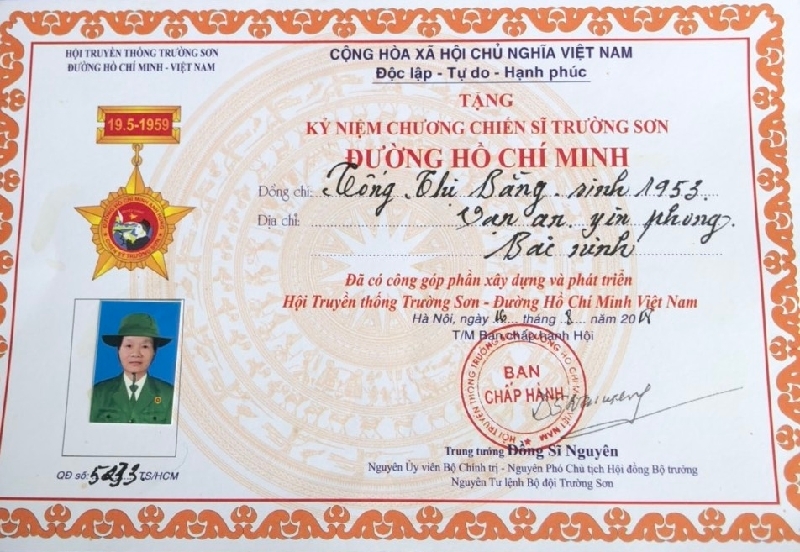 HỘI TRUYỀN THỐNG TRƯỜNG SƠN
ĐƯỜNG HỒ CHÍ MINH - VIỆT NAM
CỘNG HÒA XÃ HỘI CHỦ NGHĨA VIỆT NAM
Độc lập - Tự do - Hạnh phúc
TẶNG
KỶ NIỆM CHƯƠNG CHIẾN SĨ TRƯỜNG SƠN
ĐƯỜNG HỒ CHÍ MINH
19.5-1959
Đồng chí: Tống Thị Bằng sinh 1953.
Địa chỉ: Van an. yin phong.
Bac ninh
Đã có công góp phần xây dựng và phát triển
Hội Truyền thống Trường Sơn - Đường Hồ Chí Minh Việt Nam
Hà Nội, ngày 16 tháng 8 năm 20
T/M Ban chấp hành Hội
BAN
CHẤP HÀNH
Trung tướng Đồng Sĩ Nguyên
Nguyên Ủy viên Bộ Chính trị - Nguyên Phó Chủ tịch Hội đồng Bộ trưởng
Nguyên Tư lệnh Bộ đội Trường Sơn
QĐ số: 5233 TS/HCM